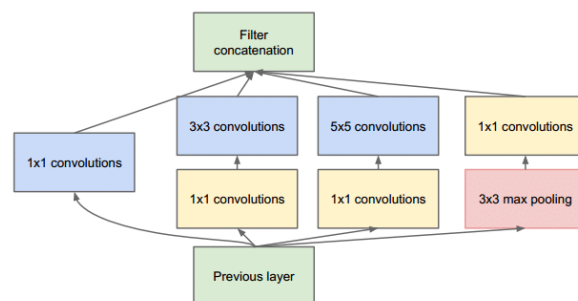 Filter
concatenation
3x3 convolutions
5x5 convolutions
1x1 convolutions
1x1 convolutions
1x1 convolutions
1x1 convolutions
3x3 max pooling
Previous layer